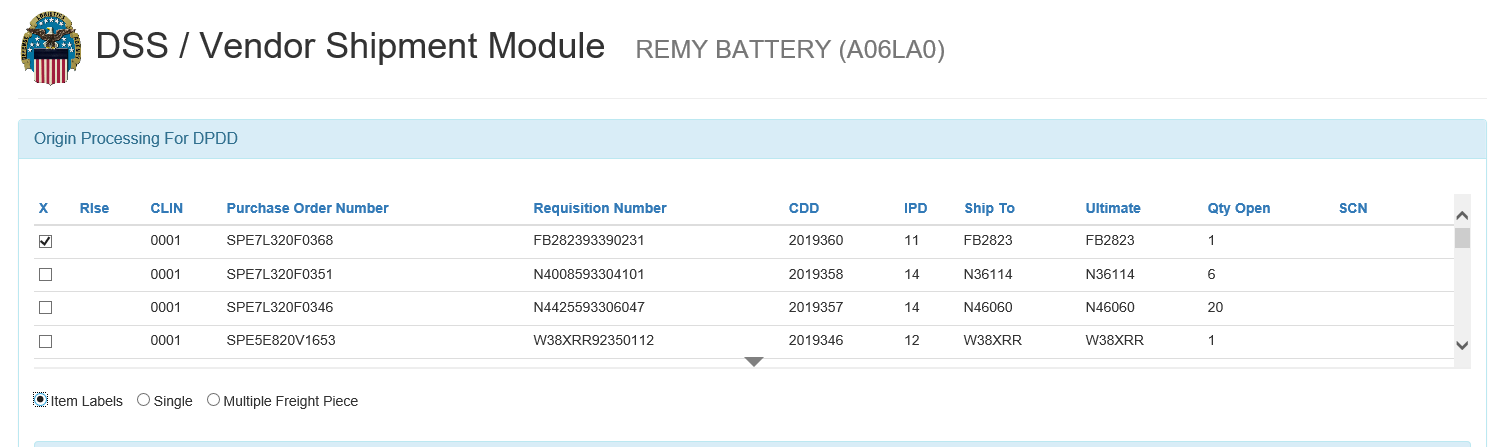 DSS / Vendor Shipment Module REMY BATTERY (A06LA0)
Origin Processing For DPDD
X Rlse CLIN Purchase Order Number Requisition Number CDD IPD Ship To Ultimate Qty Open SCN
0001 SPE7L320F0368 FB282393390231 2019360 11 FB2823 FB2823 1
0001 SPE7L320F0351 N4008593304101 2019358 14 N36114 N36114 6
0001 SPE7L320F0346 N4425593306047 2019357 14 N46060 N46060 20
0001 SPE5E820V1653 W38XRR92350112 2019346 12 W38XRR W38XRR 1
Item Labels Single Multiple Freight Piece